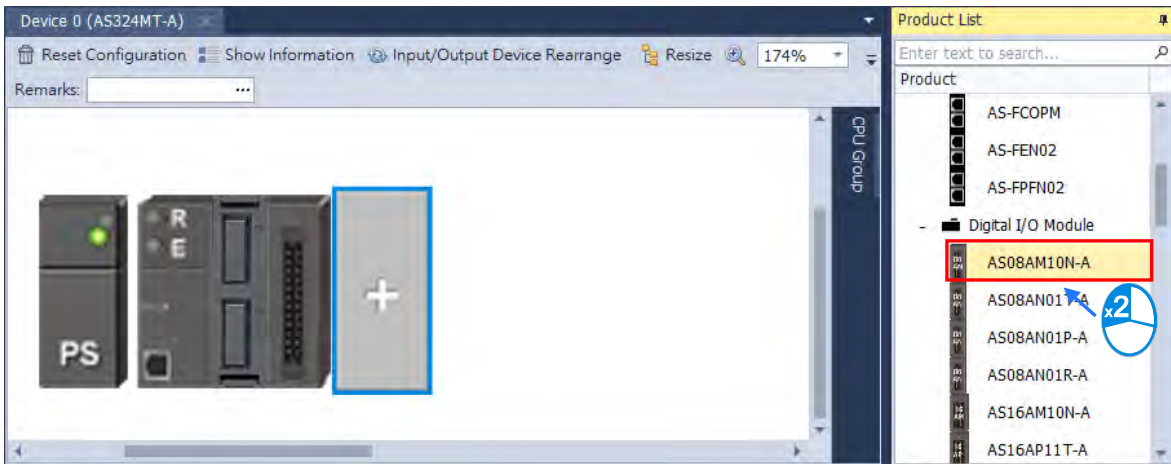 Device 0 (AS324MT-A)
Reset Configuration Show Information Input/Output Device Rearrange Resize 174%
Remarks: ...
CPU Group
R
E
PS
+
Product List
Enter text to search...
Product
AS-FCOPM
AS-FEN02
AS-FPFN02
- Digital I/O Module
AS08AM10N-A
AS08AN01T-A
x2
AS08AN01P-A
AS08AN01R-A
AS16AM10N-A
AS16AP11T-A